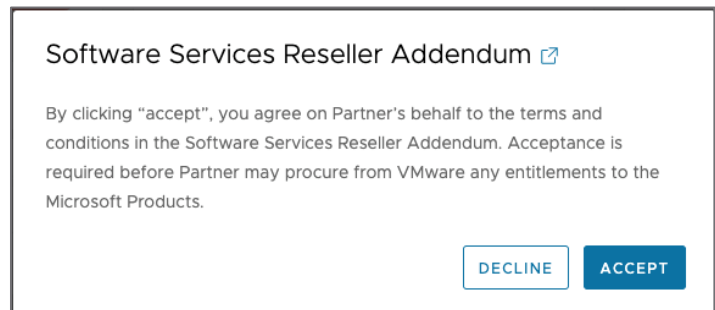 Software Services Reseller Addendum
By clicking “accept”, you agree on Partner’s behalf to the terms and
conditions in the Software Services Reseller Addendum. Acceptance is
required before Partner may procure from VMware any entitlements to the
Microsoft Products.
DECLINE ACCEPT